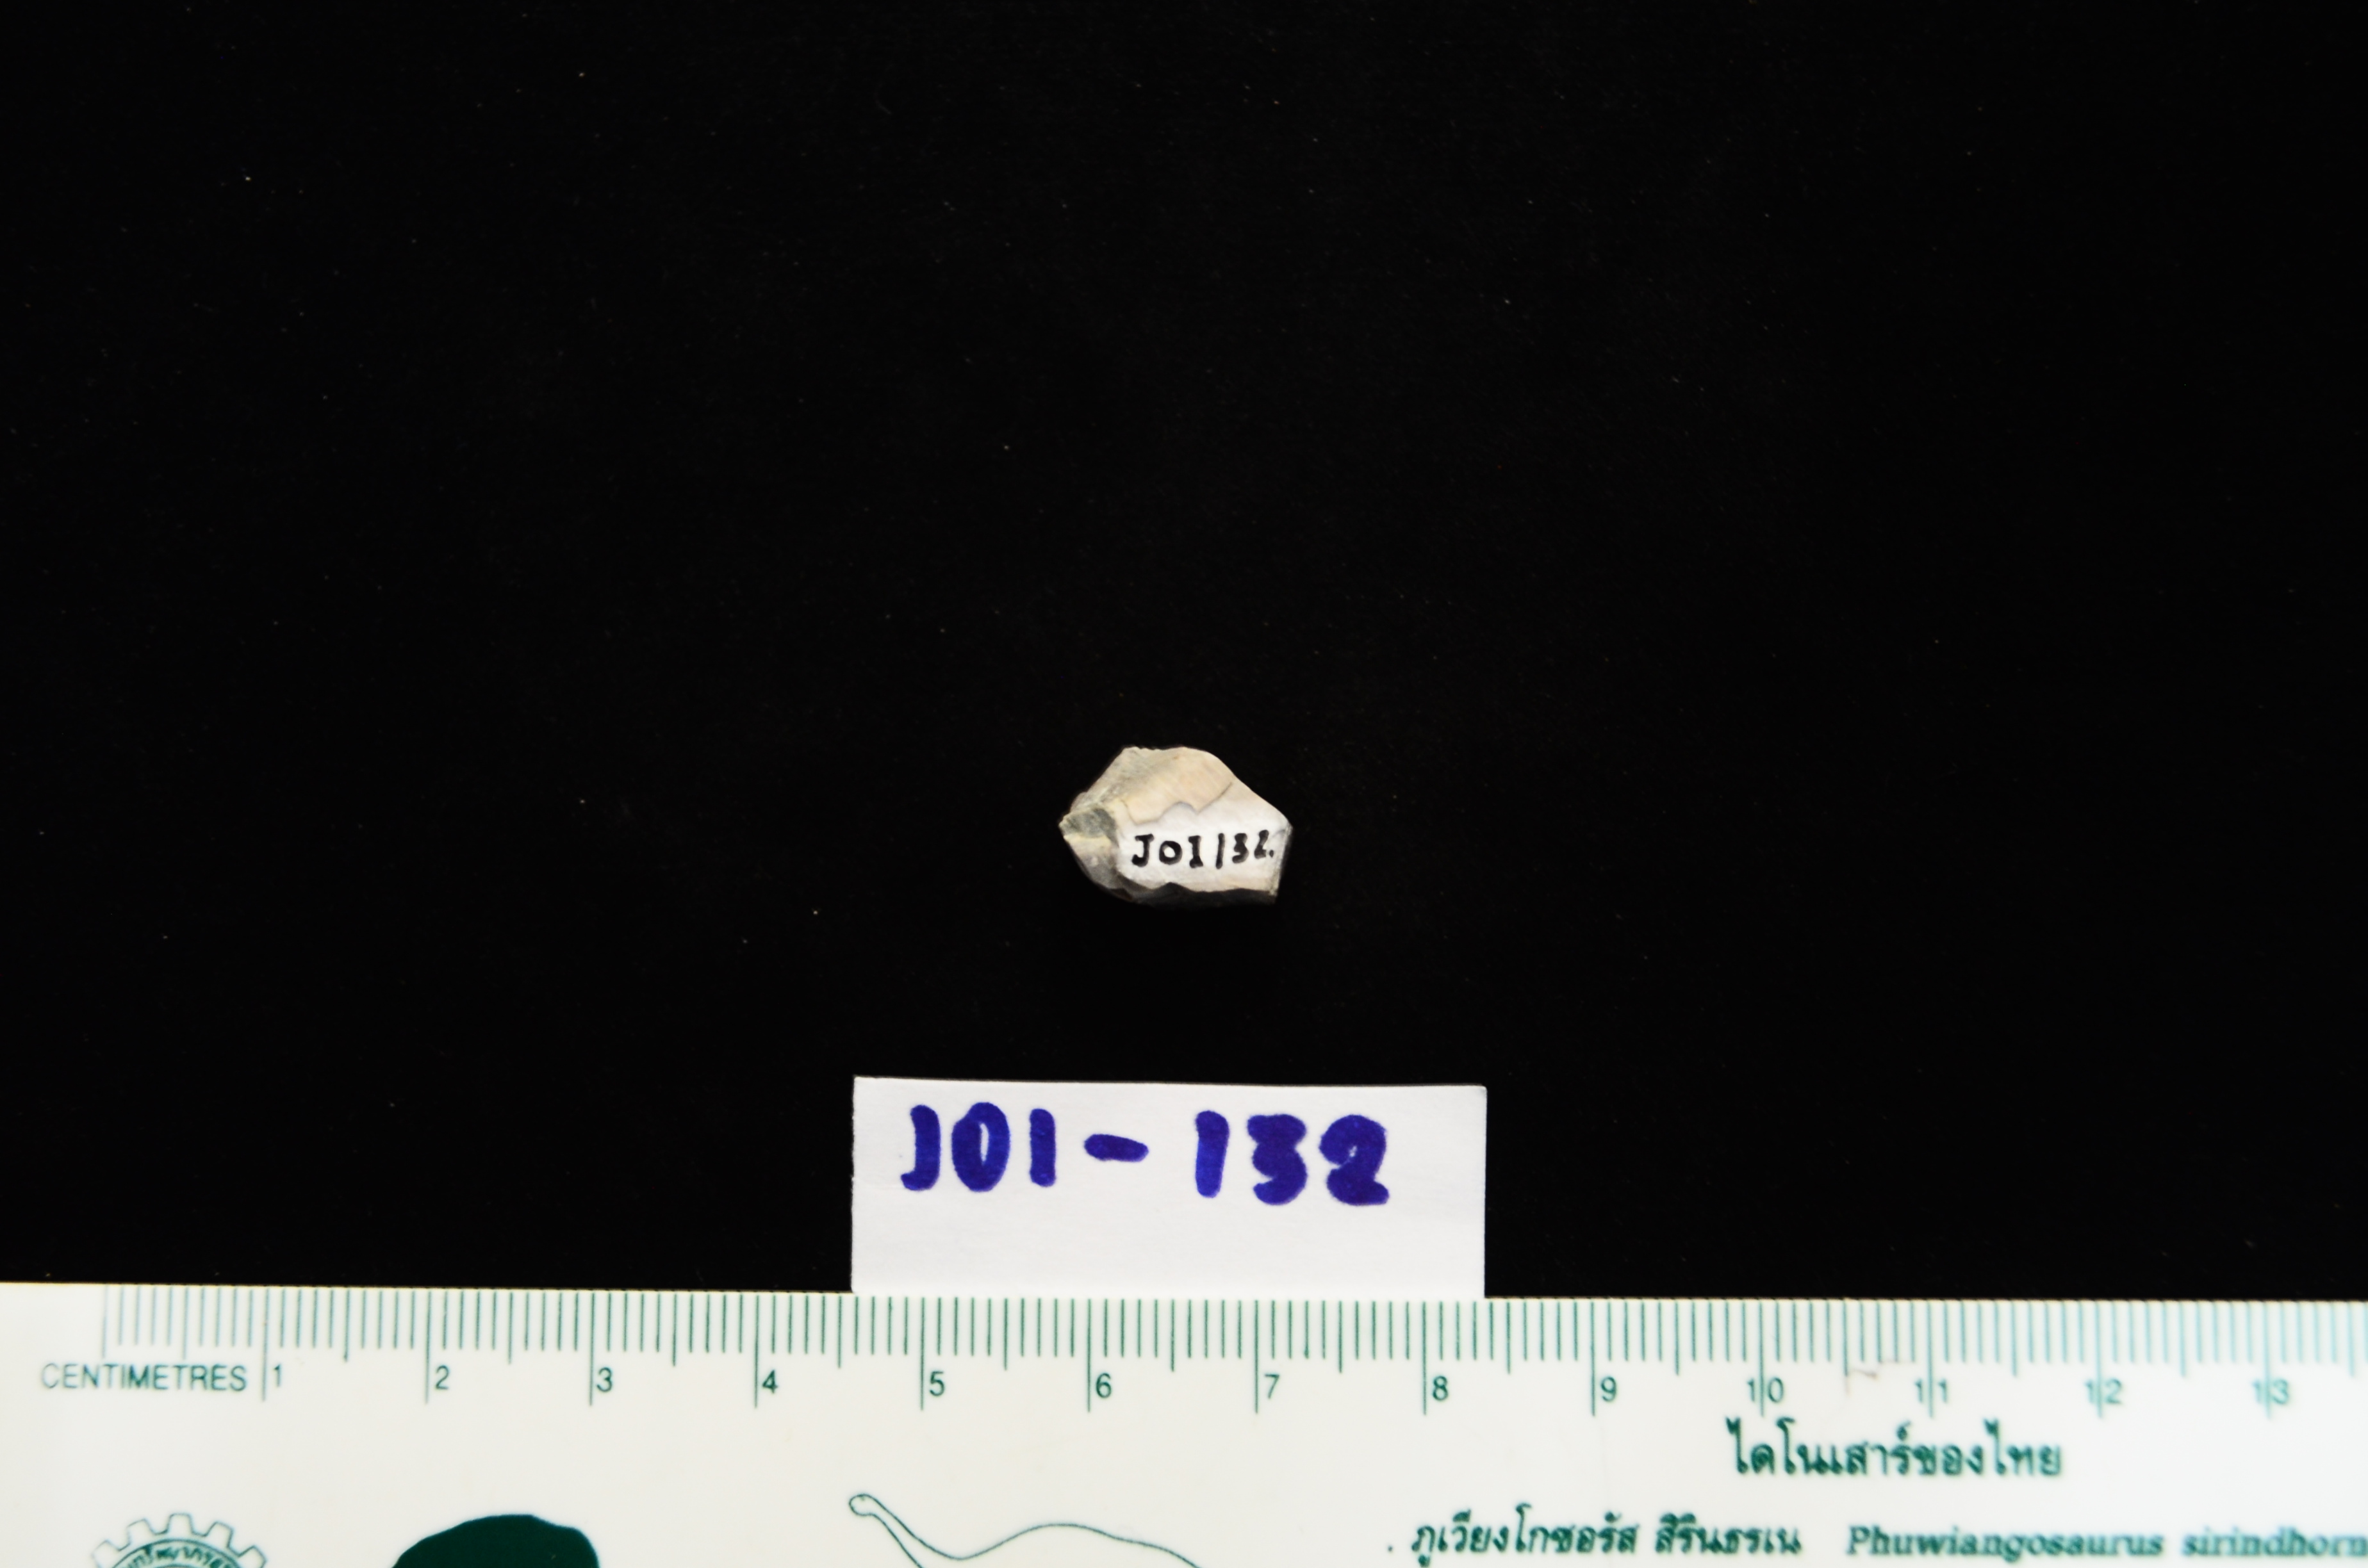 J01/32.
J01-132
CENTIMETRES 1 2 3 4 5 6 7 8 9 10 11 12 13
ไดโนเสาร์ของไทย
ภูเวียงโกซอรัส สิรินธรเน Phuwiangosaurus sirindhorn